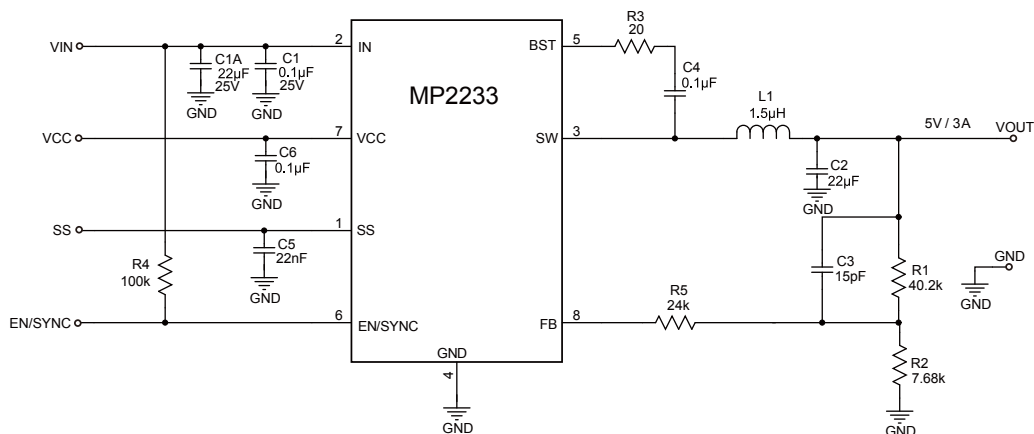 R3
20
VIN
2
IN
BST
5
C1A
22µF
25V
C1
0.1µF
25V
GND
GND
C4
0.1µF
MP2233
L1
1.5µH
VCC
7
VCC
SW
3
5V / 3A
VOUT
C6
0.1µF
GND
C2
22µF
GND
SS
1
SS
C5
22nF
GND
R4
100k
C3
15pF
R1
40.2k
GND
GND
R5
24k
EN/SYNC
6
EN/SYNC
FB
8
GND
4
GND
R2
7.68k
GND